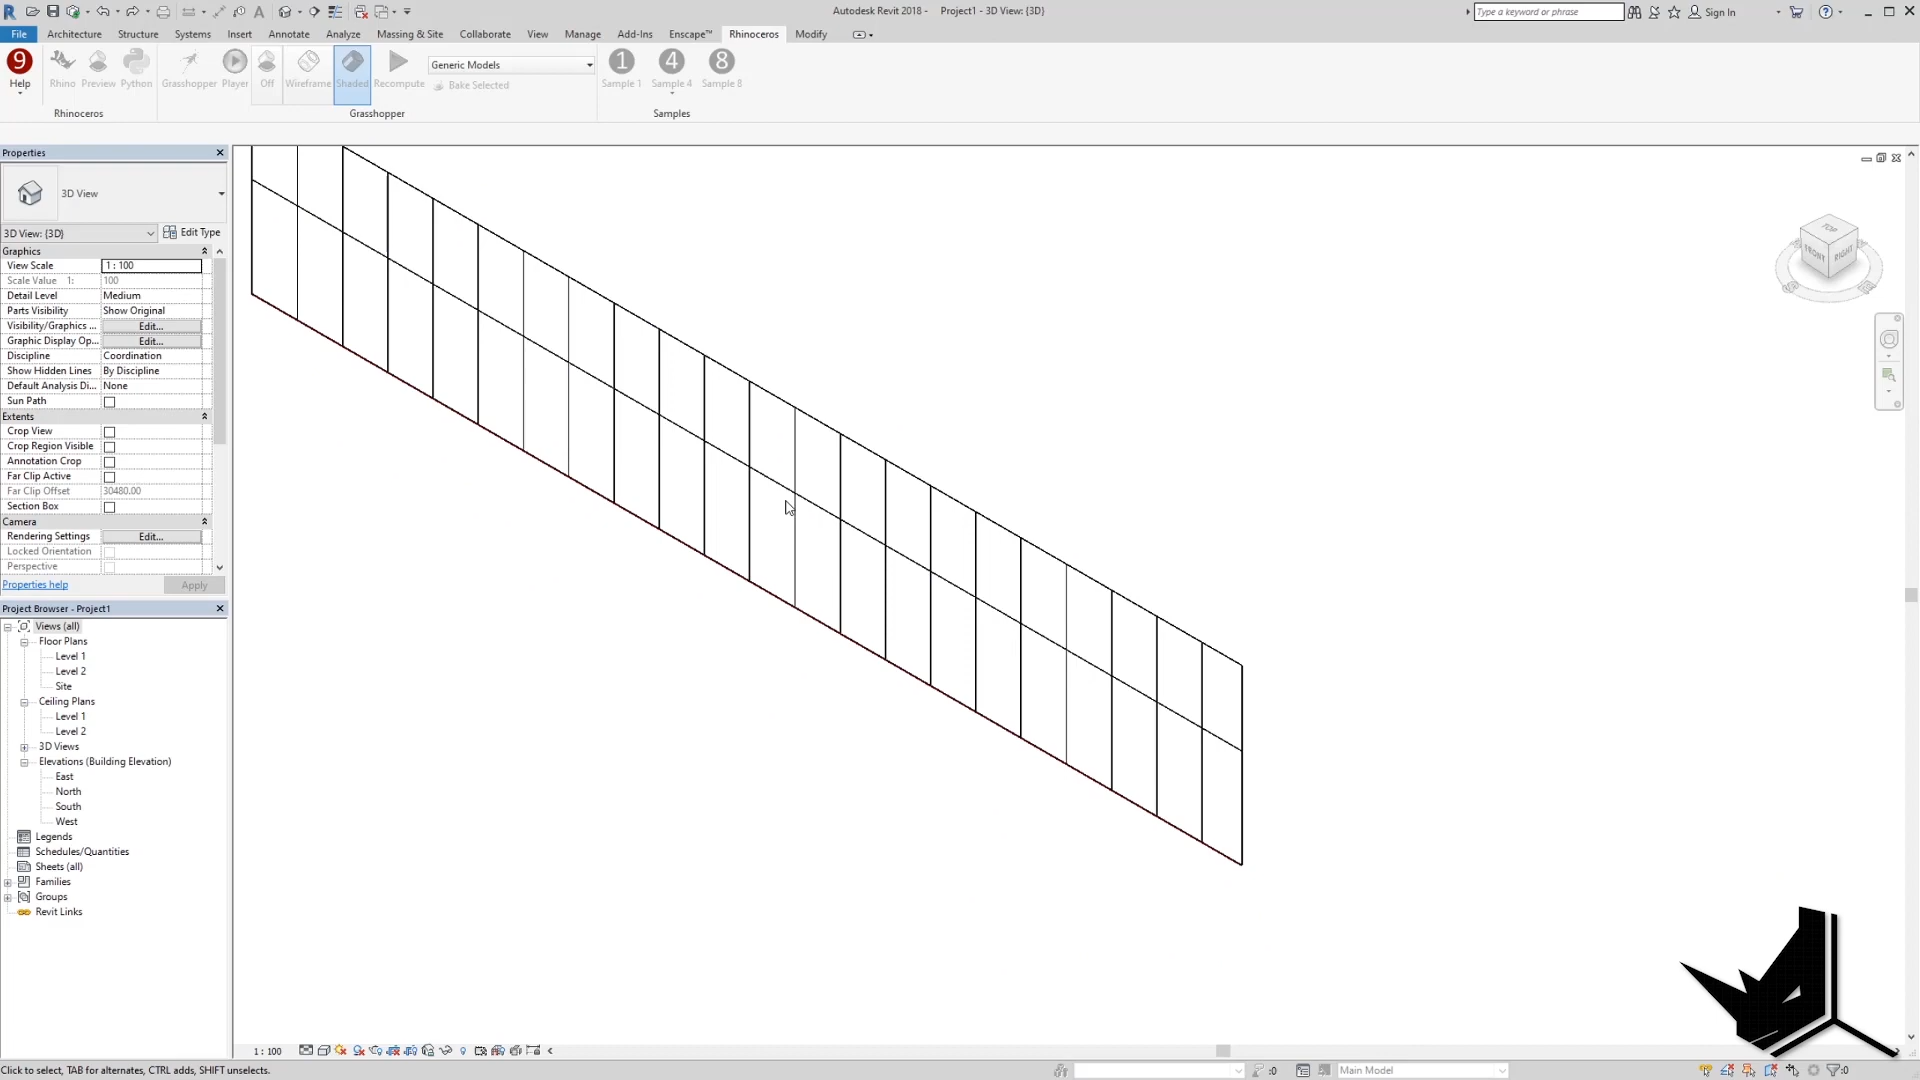 Autodesk Revit 2018 -    Project1 - 3D View: {3D}
Type a keyword or phrase
Sign In
File Architecture Structure Systems Insert Annotate Analyze Massing & Site Collaborate View Manage Add-Ins Enscape™ Rhinoceros Modify
9 1 4 8
Generic Models
Help Rhino Preview Python Grasshopper Player Off Wireframe Shaded Recompute Bake Selected Sample 1 Sample 4 Sample 8
Rhinoceros Grasshopper Samples
Properties
3D View
3D View: {3D} Edit Type
Graphics
View Scale 1 : 100
Scale Value 1: 100
Detail Level Medium
Parts Visibility Show Original
Visibility/Graphics ... Edit...
Graphic Display Op... Edit...
Discipline Coordination
Show Hidden Lines By Discipline
Default Analysis Di... None
Sun Path
Extents
Crop View
Crop Region Visible
Annotation Crop
Far Clip Active
Far Clip Offset 30480.00
Section Box
Camera
Rendering Settings Edit...
Locked Orientation
Perspective
Properties help Apply
Project Browser - Project1
Views (all)
Floor Plans
Level 1
Level 2
Site
Ceiling Plans
Level 1
Level 2
3D Views
Elevations (Building Elevation)
East
North
South
West
Legends
Schedules/Quantities
Sheets (all)
Families
Groups
Revit Links
TOP
FRONT RIGHT
1 : 100
Click to select, TAB for alternates, CTRL adds, SHIFT unselects.
:0 Main Model :0